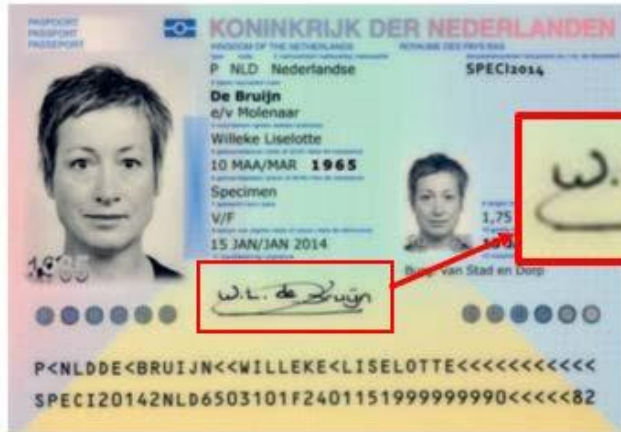 PASPOORT
PASSPORT
PASSEPORT
KONINKRIJK DER NEDERLANDEN
KINGDOM OF THE NETHERLANDS ROYAUME DES PAYS-BAS
P NLD Nederlandse SPECI2014
De Bruijn
e/v Molenaar
Willeke Liselotte
10 MAA/MAR 1965
Specimen
V/F 1,75
15 JAN/JAN 2014
van Stad en Dorp
W.L. de Bruijn
W.
1965
P<NLDDE<BRUIJN<<WILLEKE<LISELOTTE<<<<<<<<<<<
SPECI20142NLD6503101F2401151999999990<<<<<82